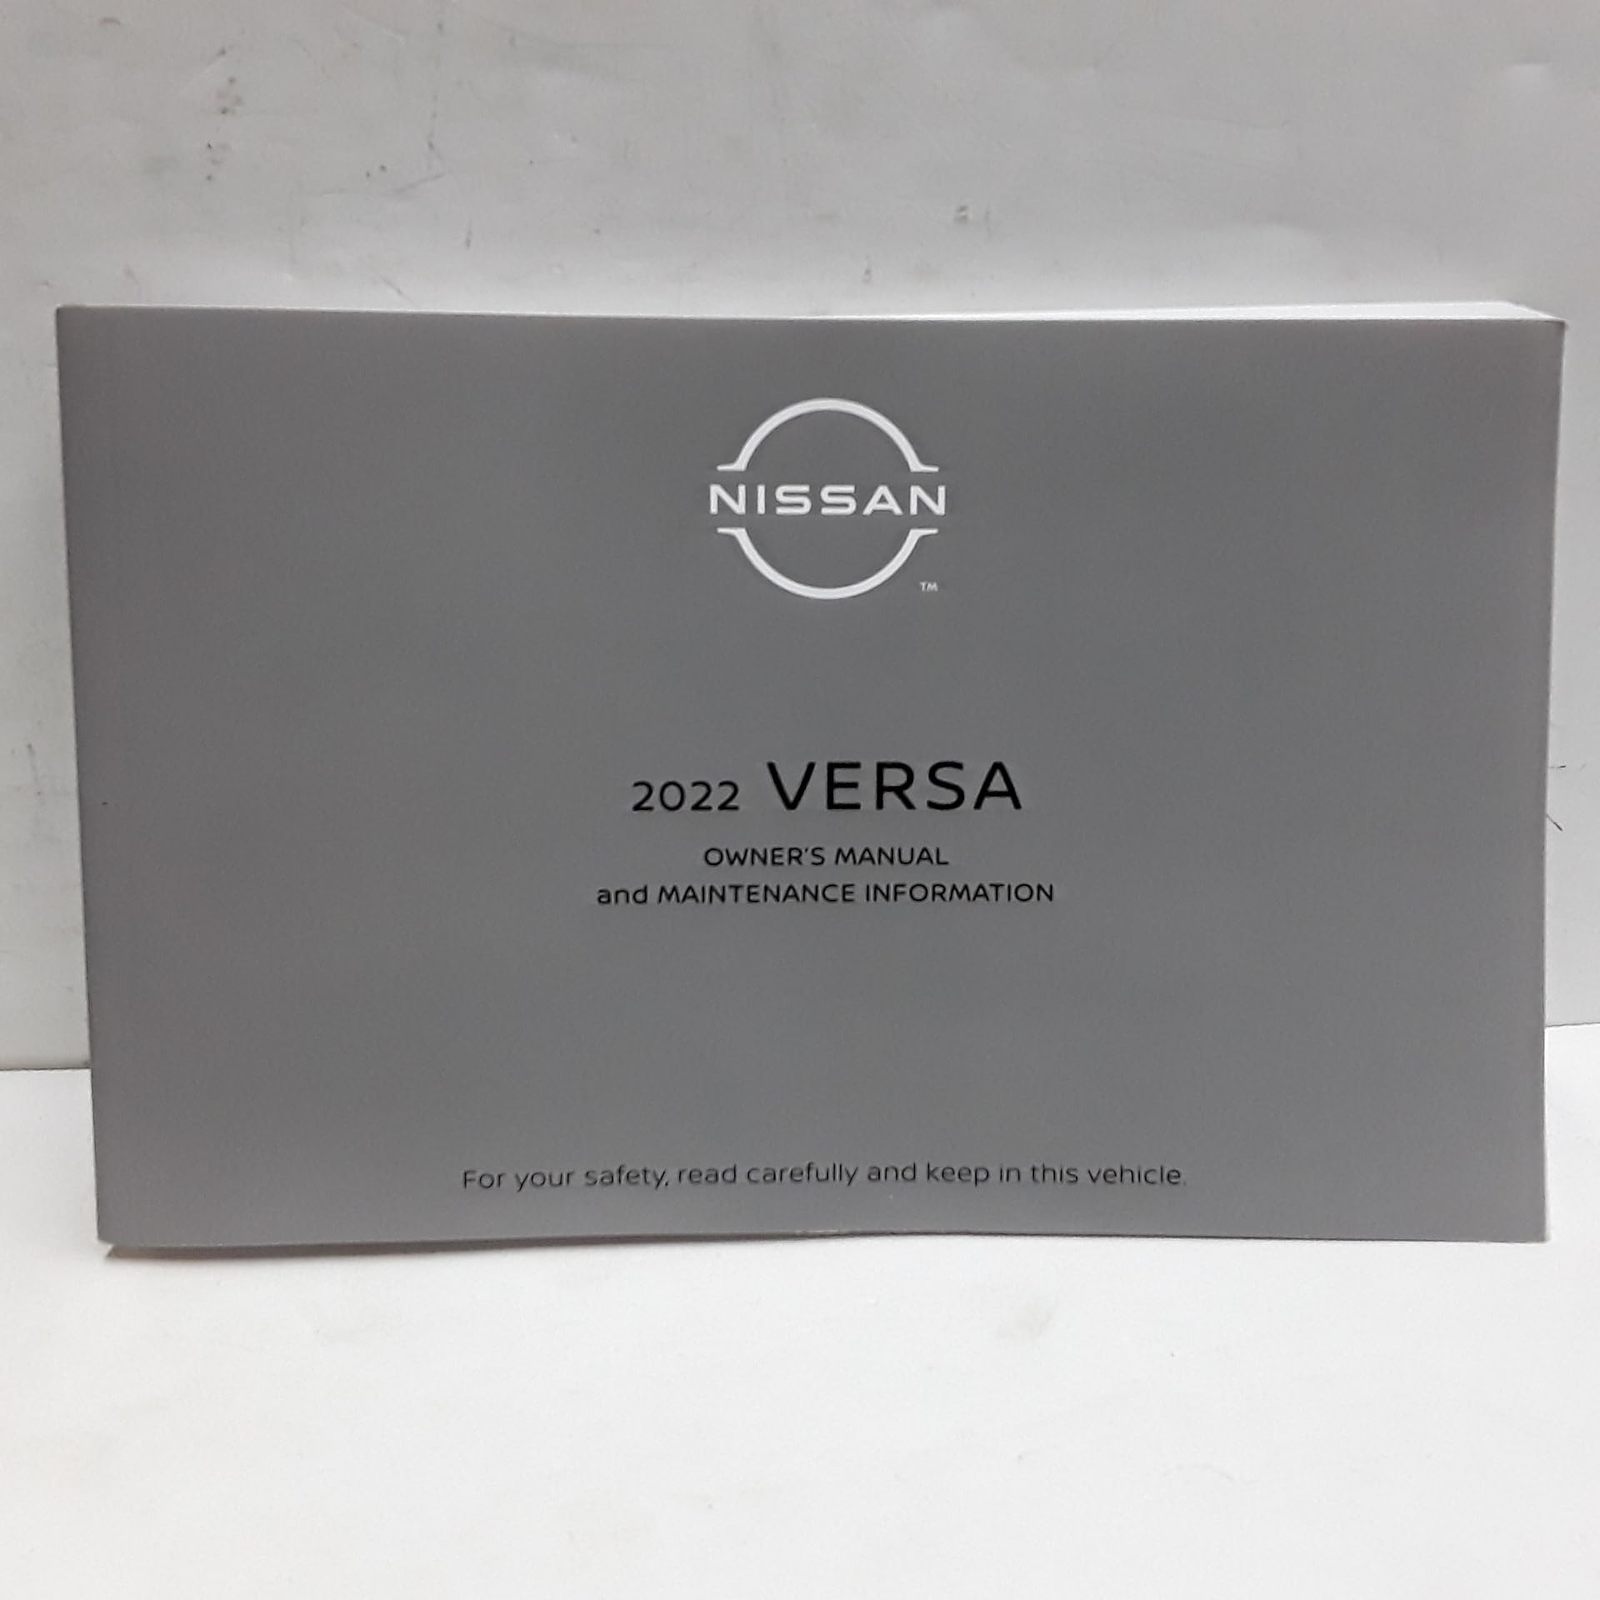 NISSAN
TM
2022 VERSA
OWNER'S MANUAL
and MAINTENANCE INFORMATION
For your safety, read carefully and keep in this vehicle.